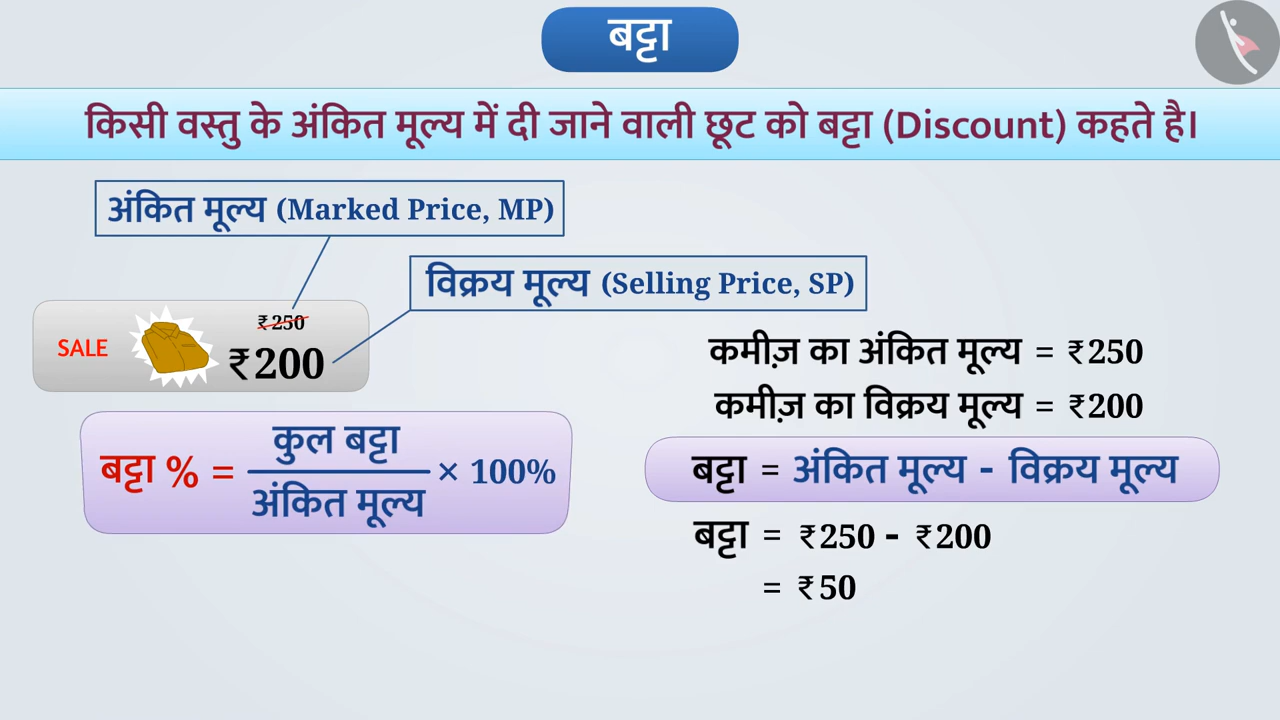 बट्टा
किसी वस्तु के अंकित मूल्य में दी जाने वाली छूट को बट्टा (Discount) कहते है।
अंकित मूल्य (Marked Price, MP)
विक्रय मूल्य (Selling Price, SP)
SALE
₹250
₹200
बट्टा % = कुल बट्टा / अंकित मूल्य × 100%
कमीज़ का अंकित मूल्य = ₹250
कमीज़ का विक्रय मूल्य = ₹200
बट्टा = अंकित मूल्य - विक्रय मूल्य
बट्टा = ₹250 - ₹200
= ₹50